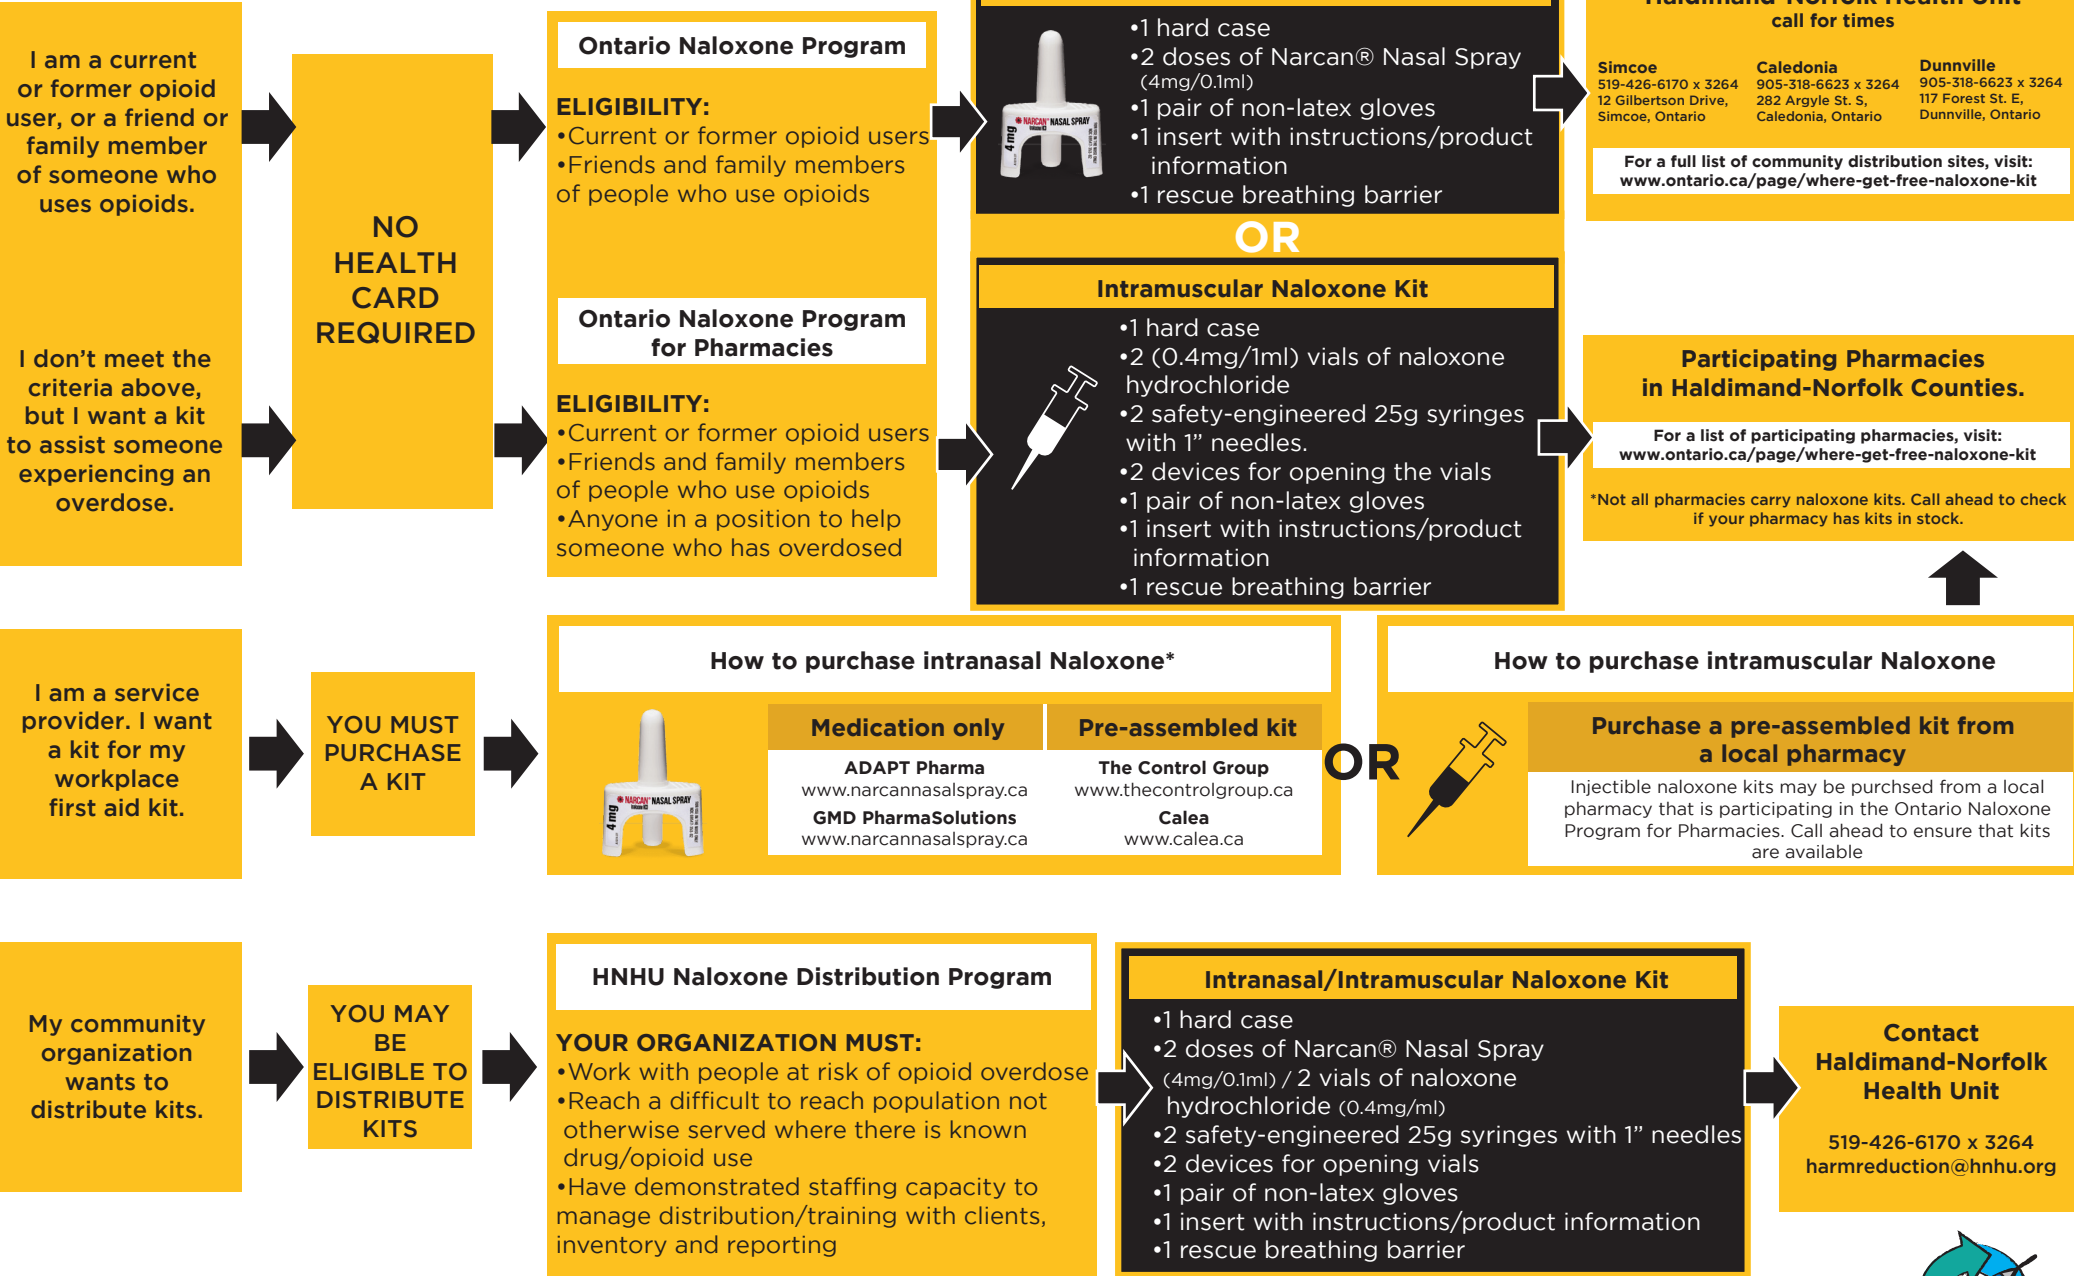 I am a current
or former opioid
user, or a friend or
family member
of someone who
uses opioids.
I don't meet the
criteria above,
but I want a kit
to assist someone
experiencing an
overdose.
NO
HEALTH
CARD
REQUIRED
Ontario Naloxone Program
ELIGIBILITY:
•Current or former opioid users
•Friends and family members
of people who use opioids
Ontario Naloxone Program
for Pharmacies
ELIGIBILITY:
•Current or former opioid users
•Friends and family members
of people who use opioids
•Anyone in a position to help
someone who has overdosed
•1 hard case
•2 doses of Narcan® Nasal Spray
(4mg/0.1ml)
•1 pair of non-latex gloves
•1 insert with instructions/product
information
•1 rescue breathing barrier
NARCAN® NASAL SPRAY
4 mg
OR
Intramuscular Naloxone Kit
•1 hard case
•2 (0.4mg/1ml) vials of naloxone
hydrochloride
•2 safety-engineered 25g syringes
with 1” needles.
•2 devices for opening the vials
•1 pair of non-latex gloves
•1 insert with instructions/product
information
•1 rescue breathing barrier
Haldimand-Norfolk Health Unit
call for times
Simcoe
519-426-6170 x 3264
12 Gilbertson Drive,
Simcoe, Ontario
Caledonia
905-318-6623 x 3264
282 Argyle St. S,
Caledonia, Ontario
Dunnville
905-318-6623 x 3264
117 Forest St. E,
Dunnville, Ontario
For a full list of community distribution sites, visit:
www.ontario.ca/page/where-get-free-naloxone-kit
Participating Pharmacies
in Haldimand-Norfolk Counties.
For a list of participating pharmacies, visit:
www.ontario.ca/page/where-get-free-naloxone-kit
*Not all pharmacies carry naloxone kits. Call ahead to check
if your pharmacy has kits in stock.
I am a service
provider. I want
a kit for my
workplace
first aid kit.
YOU MUST
PURCHASE
A KIT
How to purchase intranasal Naloxone*
NARCAN® NASAL SPRAY
4 mg
Medication only
ADAPT Pharma
www.narcannasalspray.ca
GMD PharmaSolutions
www.narcannasalspray.ca
Pre-assembled kit
The Control Group
www.thecontrolgroup.ca
Calea
www.calea.ca
OR
How to purchase intramuscular Naloxone
Purchase a pre-assembled kit from
a local pharmacy
Injectible naloxone kits may be purchsed from a local
pharmacy that is participating in the Ontario Naloxone
Program for Pharmacies. Call ahead to ensure that kits
are available
My community
organization
wants to
distribute kits.
YOU MAY
BE
ELIGIBLE TO
DISTRIBUTE
KITS
HNHU Naloxone Distribution Program
YOUR ORGANIZATION MUST:
•Work with people at risk of opioid overdose
•Reach a difficult to reach population not
otherwise served where there is known
drug/opioid use
•Have demonstrated staffing capacity to
manage distribution/training with clients,
inventory and reporting
Intranasal/Intramuscular Naloxone Kit
•1 hard case
•2 doses of Narcan® Nasal Spray
(4mg/0.1ml) / 2 vials of naloxone
hydrochloride (0.4mg/ml)
•2 safety-engineered 25g syringes with 1” needles
•2 devices for opening vials
•1 pair of non-latex gloves
•1 insert with instructions/product information
•1 rescue breathing barrier
Contact
Haldimand-Norfolk
Health Unit
519-426-6170 x 3264
harmreduction@hnhu.org